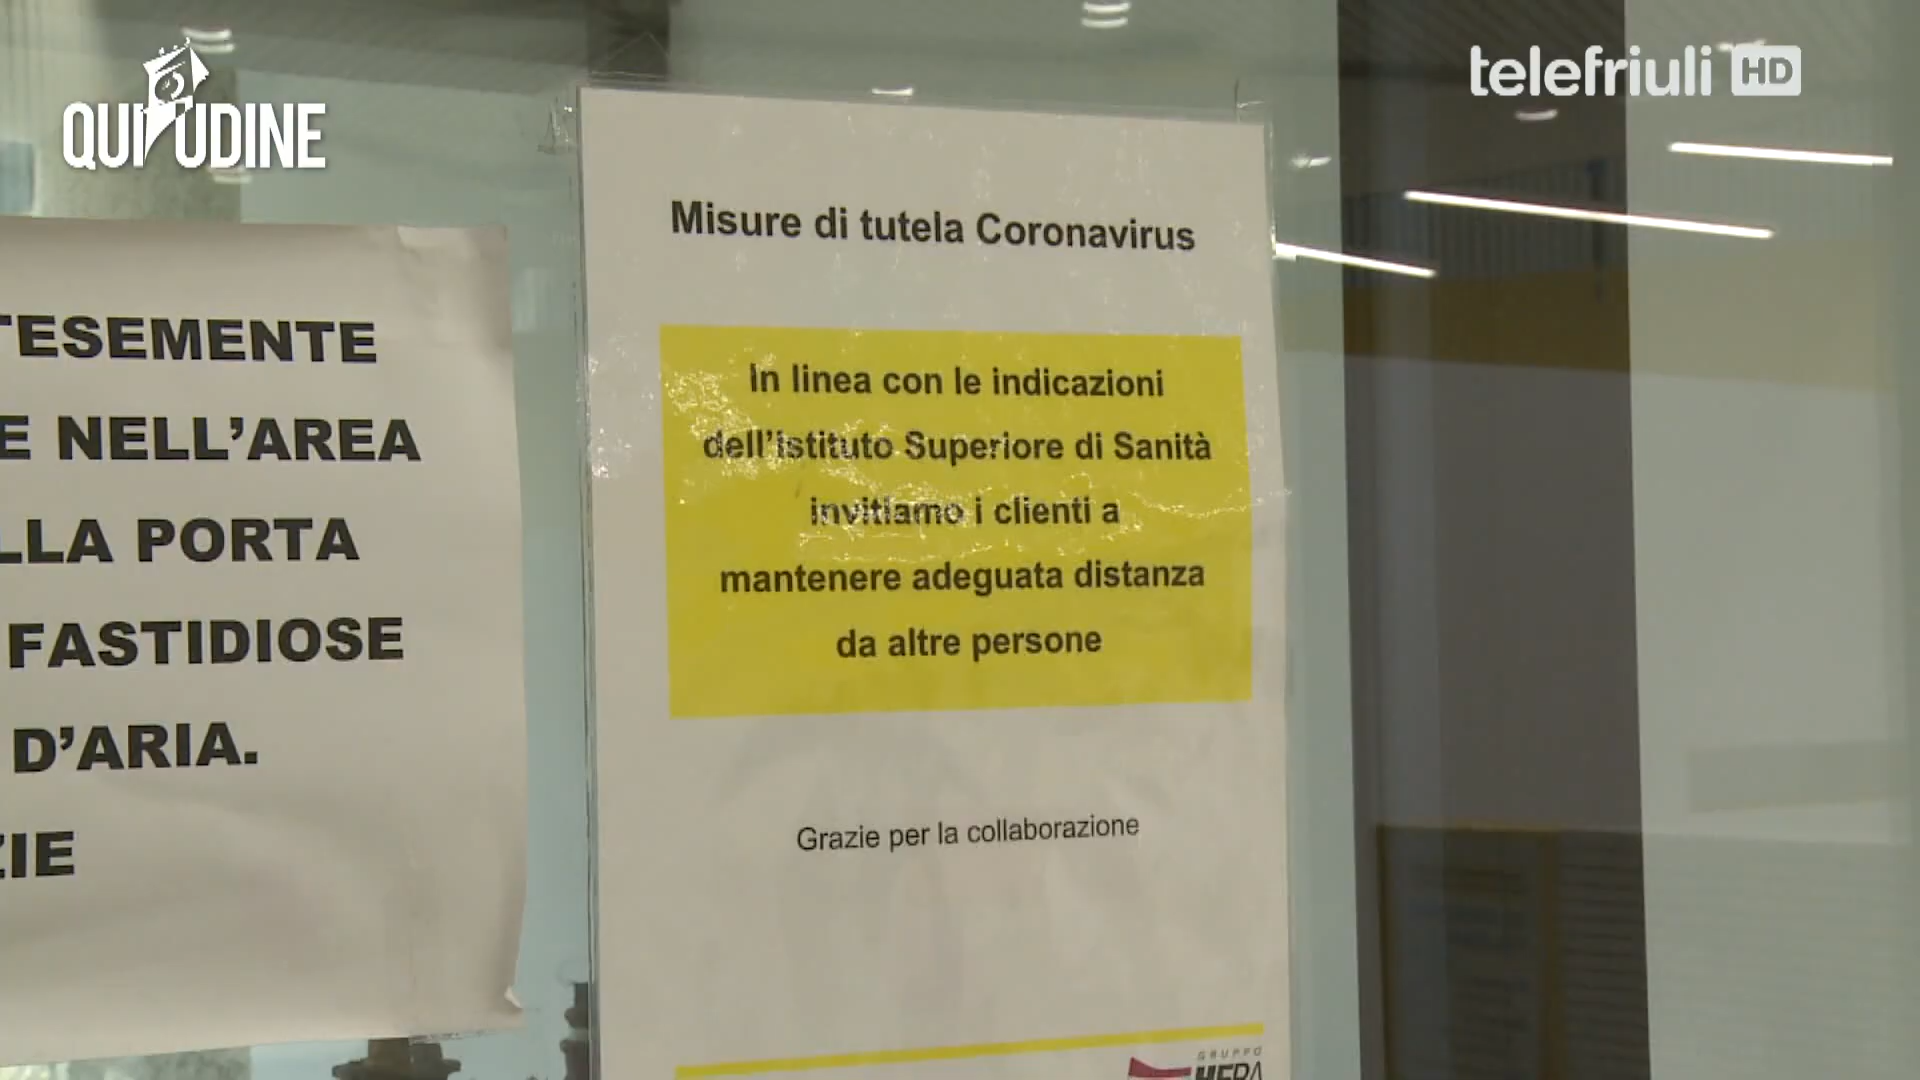 QUI UDINE
telefriuli HD
TESEMENTE
E NELL'AREA
LLA PORTA
FASTIDIOSE
D'ARIA.
ZIE
Misure di tutela Coronavirus
In linea con le indicazioni
dell'istituto Superiore di Sanità
invitiamo i clienti a
mantenere adeguata distanza
da altre persone
Grazie per la collaborazione
GRUPPO
HERA